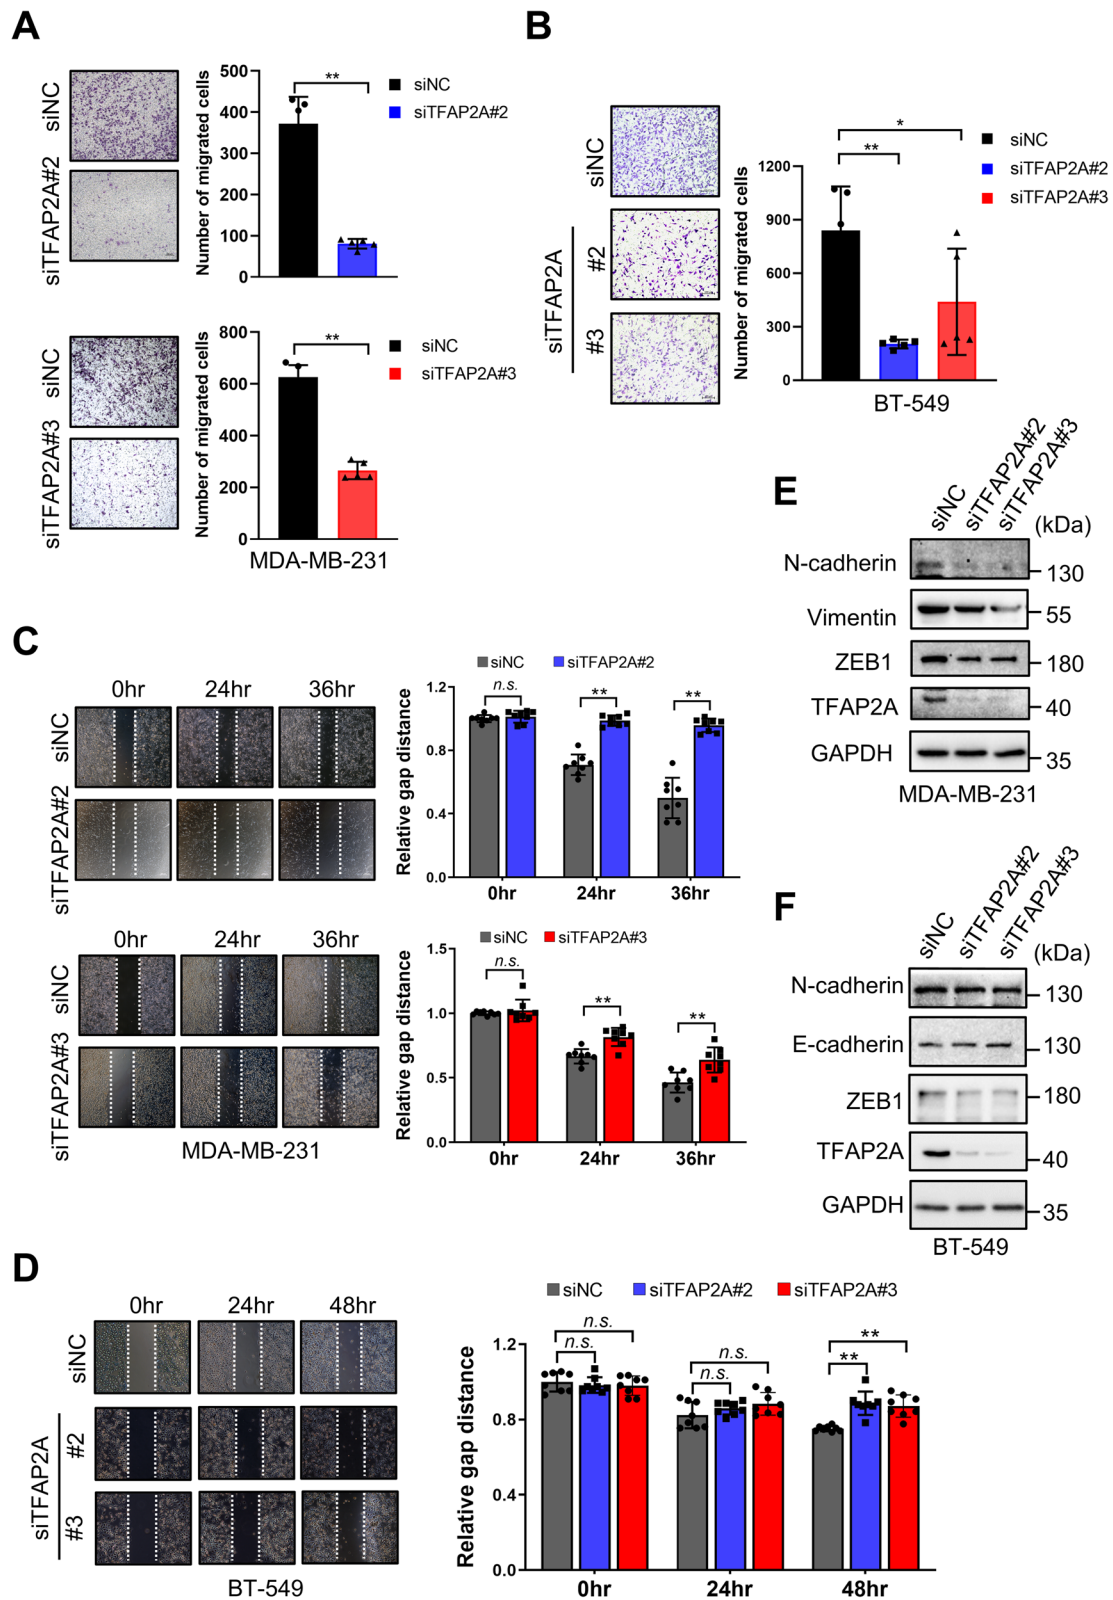 A
siNC
siTFAP2A#2
Number of migrated cells
500
400
300
200
100
0
**
siNC
siTFAP2A#2
siNC
siTFAP2A#3
Number of migrated cells
800
600
400
200
0
**
siNC
siTFAP2A#3
MDA-MB-231
B
siNC
siTFAP2A
#2
#3
Number of migrated cells
1200
900
600
300
0
*
**
siNC
siTFAP2A#2
siTFAP2A#3
BT-549
C
0hr 24hr 36hr
siNC
siTFAP2A#2
siNC siTFAP2A#2
Relative gap distance
1.2
0.8
0.4
0.0
n.s.
**
**
0hr 24hr 36hr
0hr 24hr 36hr
siNC
siTFAP2A#3
MDA-MB-231
siNC siTFAP2A#3
Relative gap distance
1.5
1.0
0.5
0.0
n.s.
**
**
0hr 24hr 36hr
D
0hr 24hr 48hr
siNC
siTFAP2A
#2
#3
BT-549
siNC siTFAP2A#2 siTFAP2A#3
Relative gap distance
1.2
0.8
0.4
0.0
n.s.
n.s.
n.s.
n.s.
**
**
0hr 24hr 48hr
E
siNC siTFAP2A#2 siTFAP2A#3
(kDa)
N-cadherin 130
Vimentin 55
ZEB1 180
TFAP2A 40
GAPDH 35
MDA-MB-231
F
siNC siTFAP2A#2 siTFAP2A#3
(kDa)
N-cadherin 130
E-cadherin 130
ZEB1 180
TFAP2A 40
GAPDH 35
BT-549